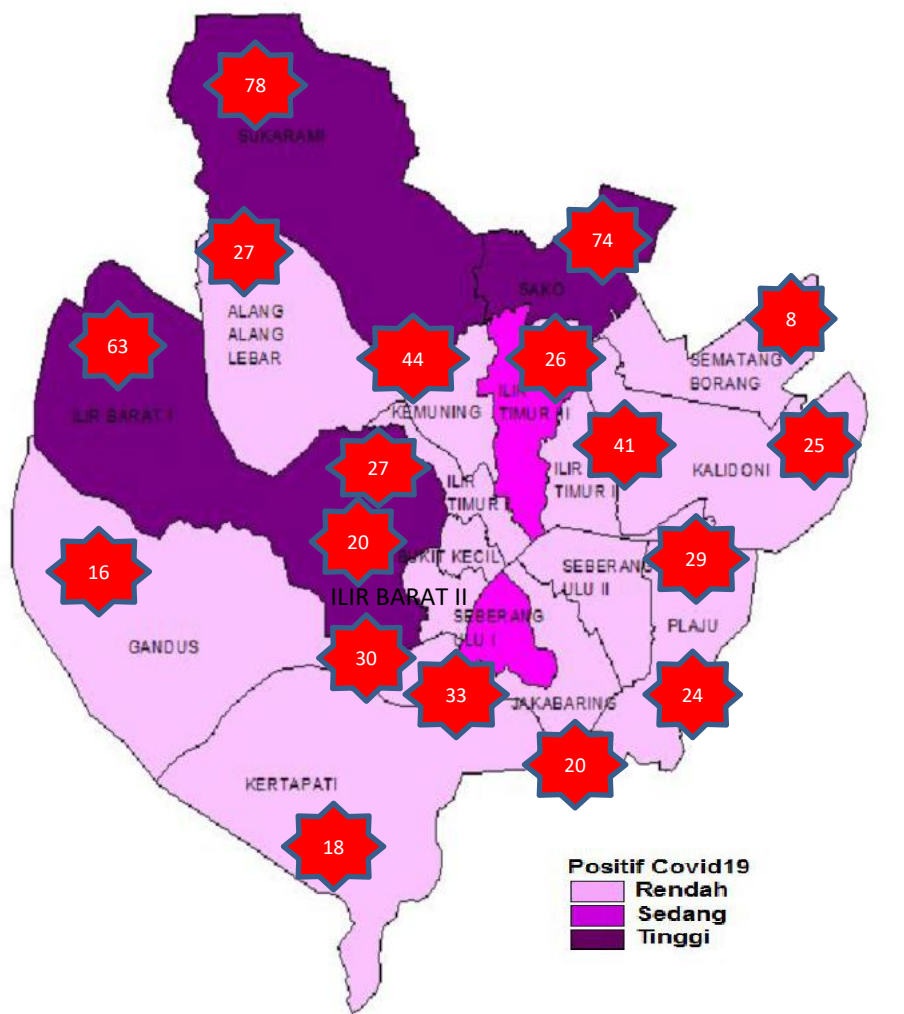 78
SUKARAMI
27
74
SAKO
ALANG
ALANG
LEBAR
63
44
26
8
SEMATANG
BORANG
ILIR BARAT I
KEMUNING
ILIR
TIMUR III
27
41
25
ILIR
TIMUR I
ILIR
TIMUR I
KALIDONI
20
BUKIT KECIL
16
SEBERANG
ULU II
29
ILIR BARAT II
SEBERANG
ULU I
PLAJU
GANDUS
30
33
JAKABARING
24
20
KERTAPATI
18
Positif Covid19
Rendah
Sedang
Tinggi